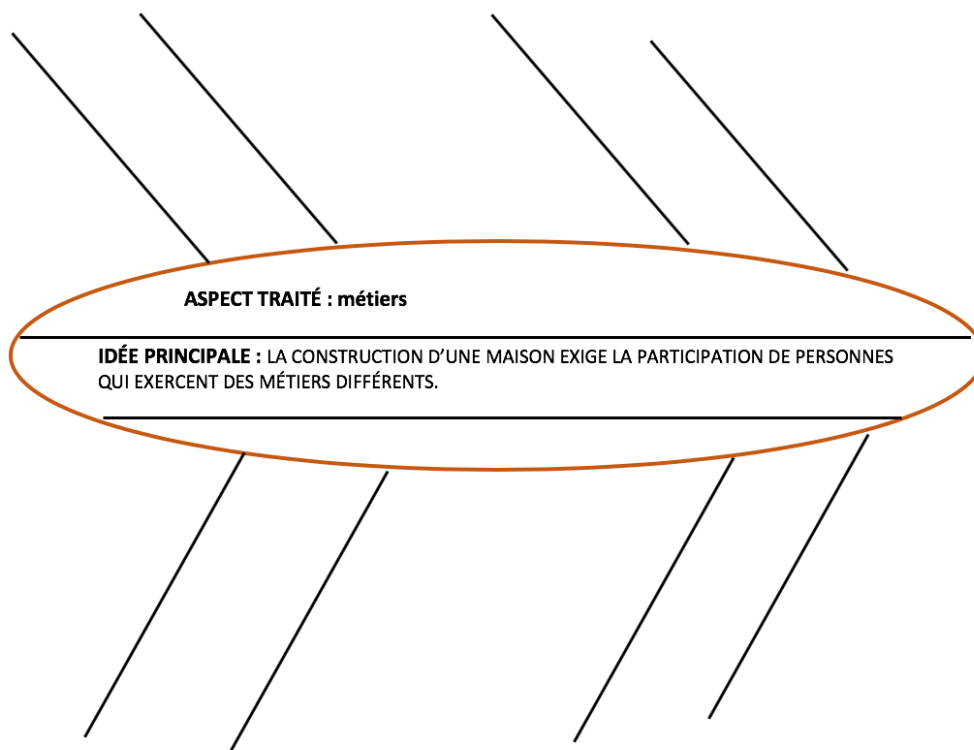 ASPECT TRAITÉ : métiers
IDÉE PRINCIPALE : LA CONSTRUCTION D’UNE MAISON EXIGE LA PARTICIPATION DE PERSONNES
QUI EXERCENT DES MÉTIERS DIFFÉRENTS.